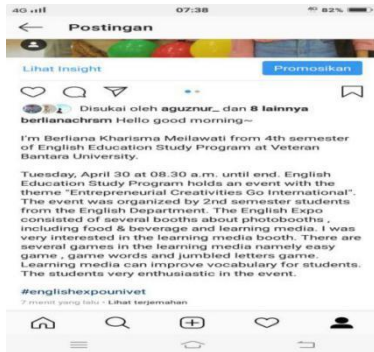 4G 07:38 4G 82%
Postingan
Lihat Insight Promosikan
Disukai oleh aguznur_ dan 8 lainnya
berlianachrsm Hello good morning~
I'm Berliana Kharisma Meilawati from 4th semester
of English Education Study Program at Veteran
Bantara University.
Tuesday, April 30 at 08.30 a.m. until end. English
Education Study Program holds an event with the
theme "Entrepreneurial Creativities Go International".
The event was organized by 2nd semester students
from the English Department. The English Expo
consisted of several booths about photobooths ,
including food & beverage and learning media. I was
very interested in the learning media booth. There are
several games in the learning media namely easy
game , game words and jumbled letters game.
Learning media can improve vocabulary for students.
The students very enthusiastic in the event.
#englishexpounivet
7 menit yang lalu • Lihat terjemahan